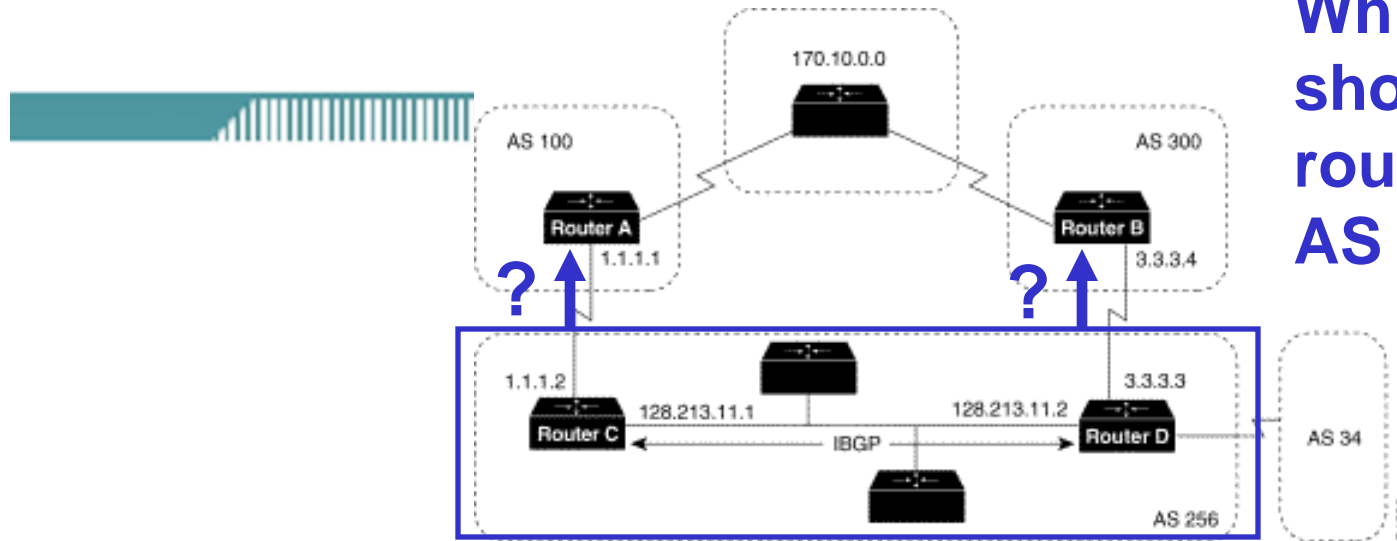 170.10.0.0
AS 100
AS 300
Router A
Router B
1.1.1.1
3.3.3.4
?
?
1.1.1.2
3.3.3.3
128.213.11.1
128.213.11.2
Router C
IBGP
Router D
AS 34
AS 256
AS